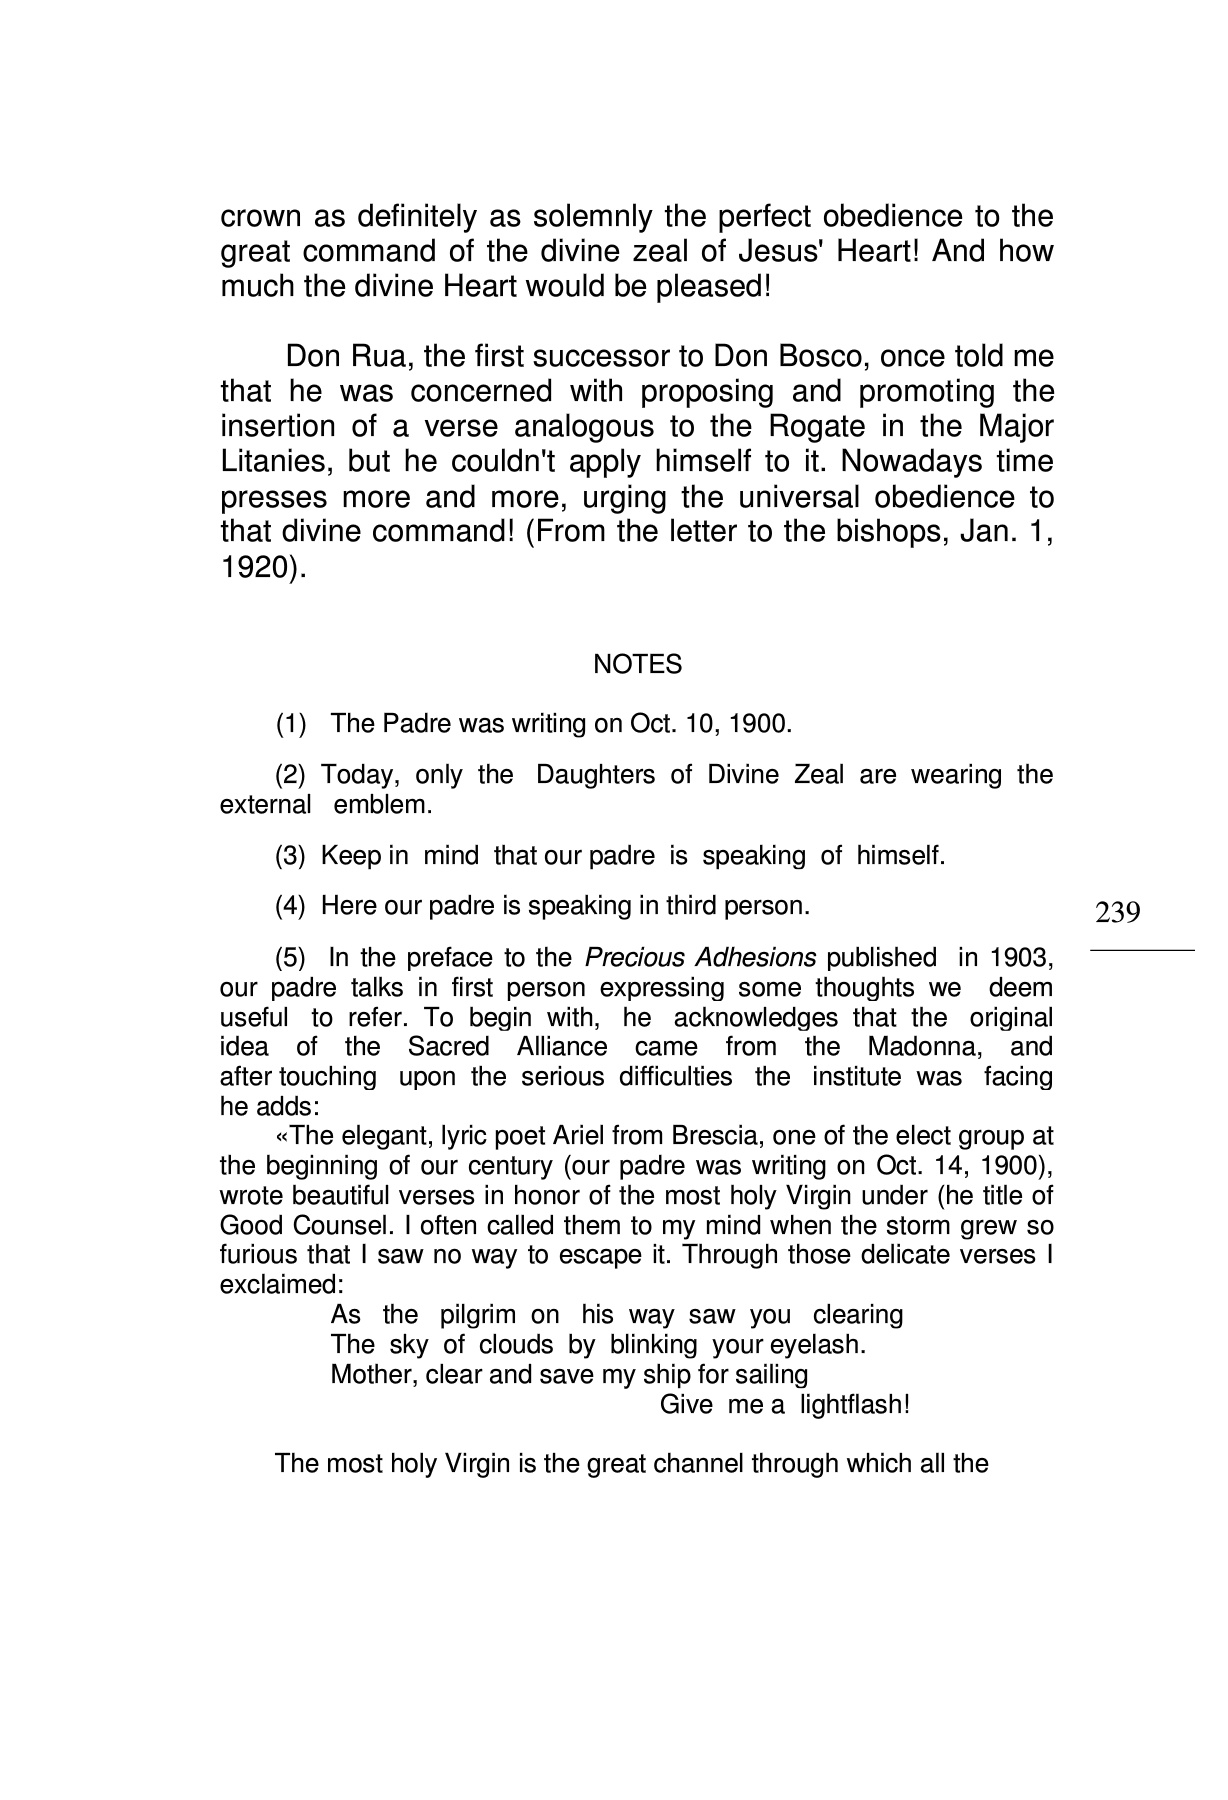 crown as definitely as solemnly the perfect obedience to the
great command of the divine zeal of Jesus' Heart! And how
much the divine Heart would be pleased!
Don Rua, the first successor to Don Bosco, once told me
that he was concerned with proposing and promoting the
insertion of a verse analogous to the Rogate in the Major
Litanies, but he couldn't apply himself to it. Nowadays time
presses more and more, urging the universal obedience to
that divine command! (From the letter to the bishops, Jan. 1,
1920).
NOTES
(1) The Padre was writing on Oct. 10, 1900.
(2) Today, only the Daughters of Divine Zeal are wearing the
external emblem.
(3) Keep in mind that our padre is speaking of himself.
(4) Here our padre is speaking in third person.
239
(5) In the preface to the Precious Adhesions published in 1903,
our padre talks in first person expressing some thoughts we deem
useful to refer. To begin with, he acknowledges that the original
idea of the Sacred Alliance came from the Madonna, and
after touching upon the serious difficulties the institute was facing
he adds:
«The elegant, lyric poet Ariel from Brescia, one of the elect group at
the beginning of our century (our padre was writing on Oct. 14, 1900),
wrote beautiful verses in honor of the most holy Virgin under (he title of
Good Counsel. I often called them to my mind when the storm grew so
furious that I saw no way to escape it. Through those delicate verses I
exclaimed:
As the pilgrim on his way saw you clearing
The sky of clouds by blinking your eyelash.
Mother, clear and save my ship for sailing
Give me a lightflash!
The most holy Virgin is the great channel through which all the